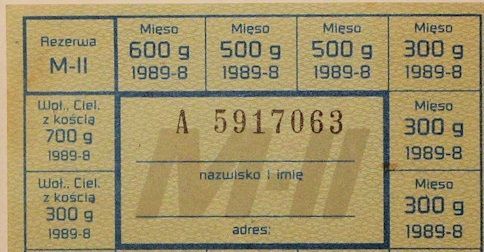 Rezerwa
M-II
Mięso
600 g
1989-8
Mięso
500 g
1989-8
Mięso
500 g
1989-8
Mięso
300 g
1989-8
Woł., Ciel.
z kością
700 g
1989-8
A 5917063
M-II
nazwisko i imię
adres:
Mięso
300 g
1989-8
Woł., Ciel.
z kością
300 g
1989-8
Mięso
300 g
1989-8